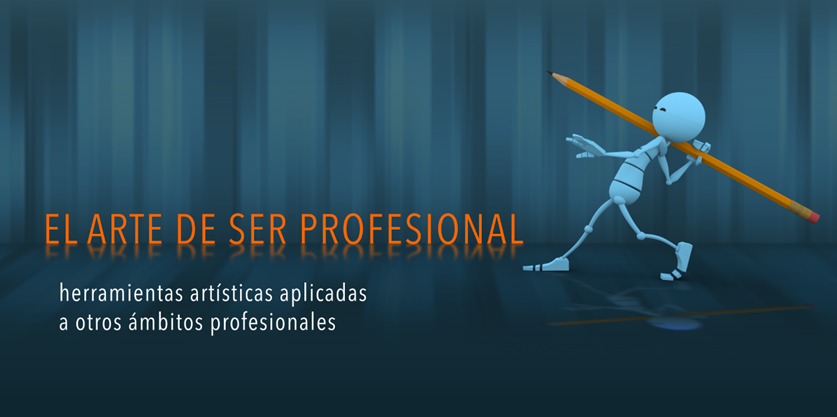 EL ARTE DE SER PROFESIONAL
herramientas artísticas aplicadas
a otros ámbitos profesionales